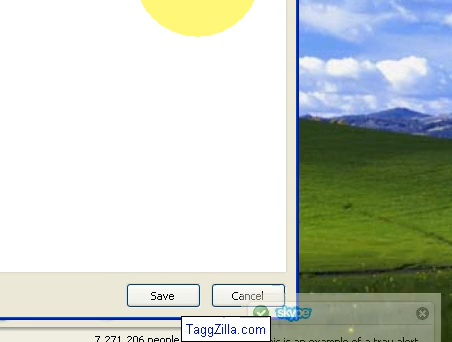 Save
Cancel
skype
7,271,206 people
is is an example of a tray alert
TaggZilla.com